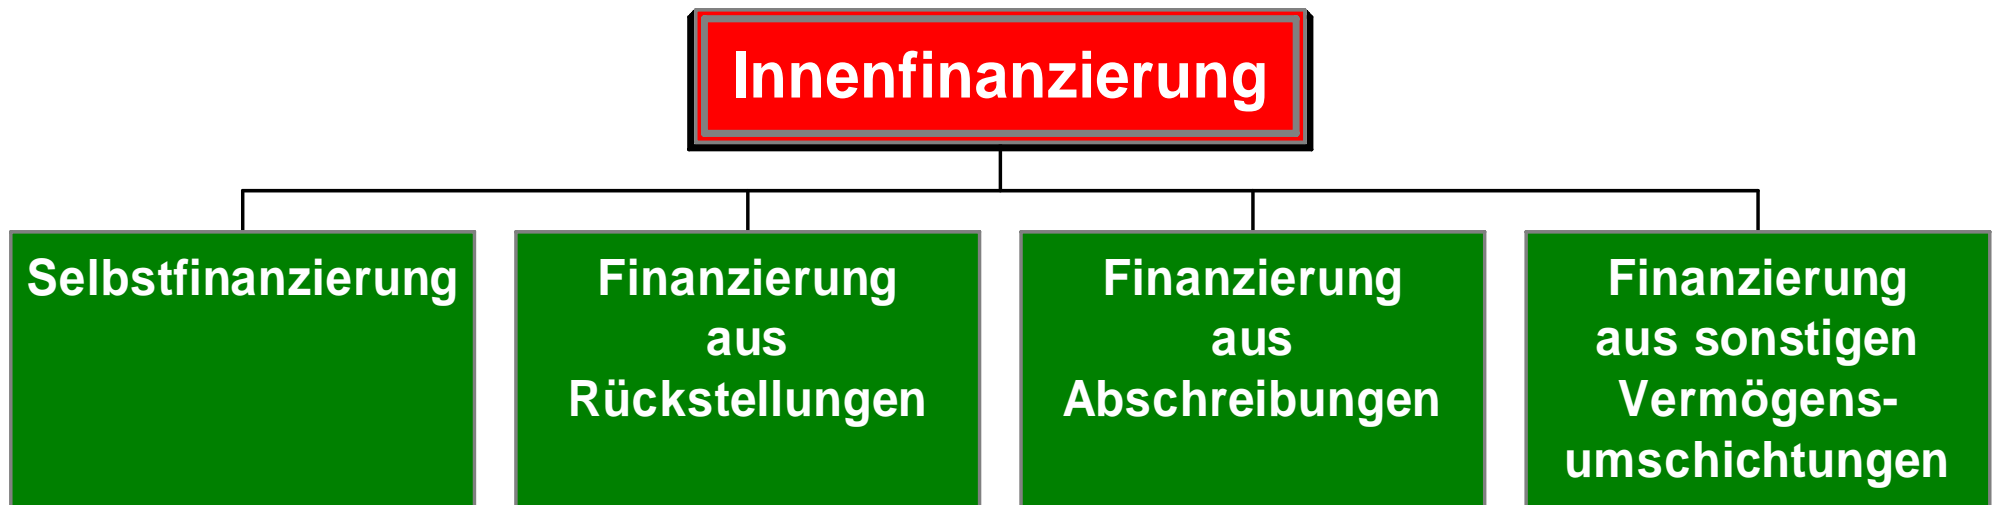 Innenfinanzierung
Selbstfinanzierung
Finanzierung
aus
Rückstellungen
Finanzierung
aus
Abschreibungen
Finanzierung
aus sonstigen
Vermögens-
umschichtungen